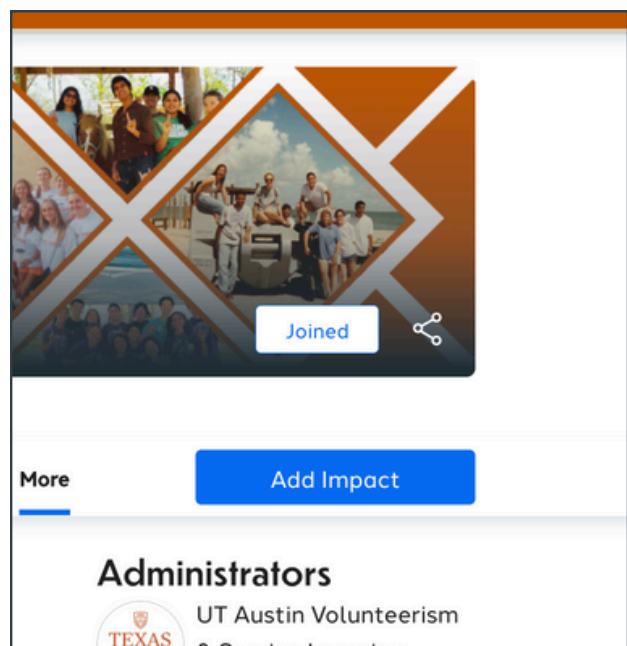 Joined
More
Add Impact
Administrators
UT Austin Volunteerism
TEXAS